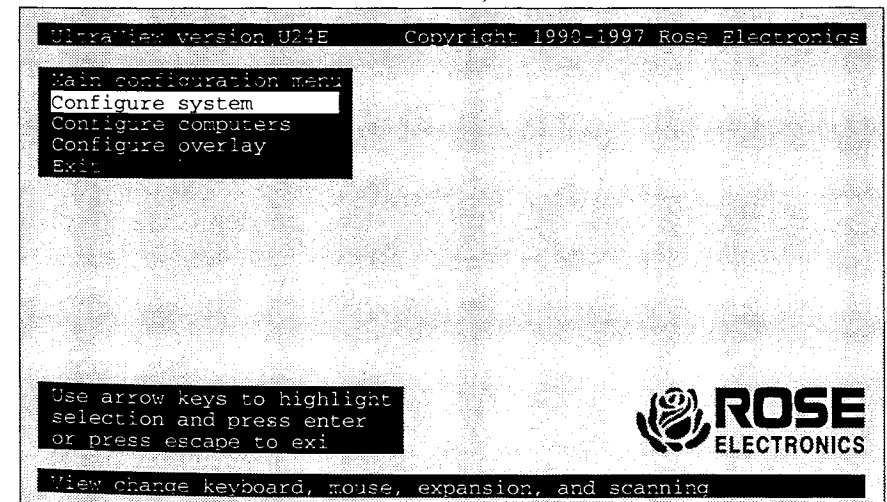 UltraView version U24E Copyright 1990-1997 Rose Electronics
Main configuration menu
Configure system
Configure computers
Configure overlay
Exit
Use arrow keys to highlight
selection and press enter
or press escape to exi
ROSE
ELECTRONICS
View change keyboard, mouse, expansion, and scanning